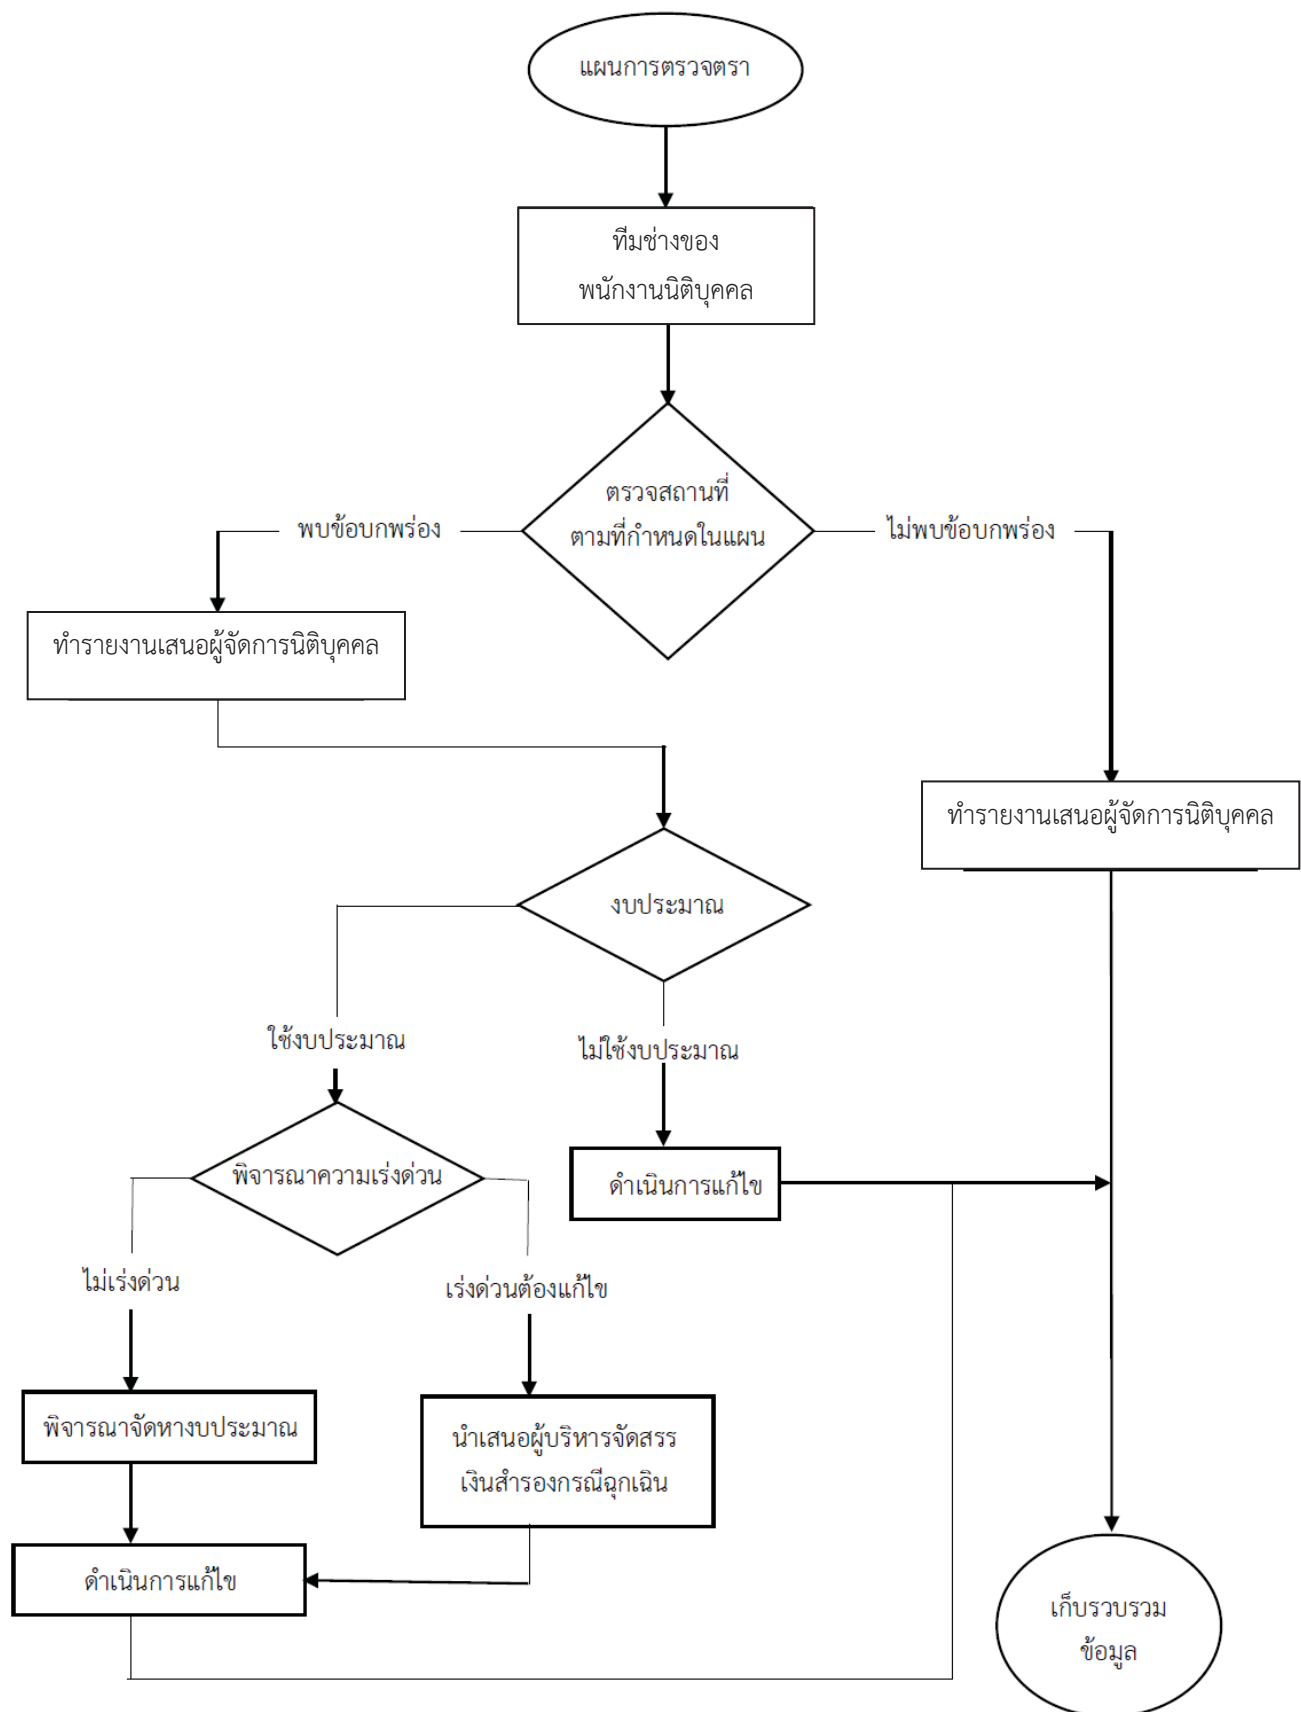 แผนการตรวจตรา
ทีมช่างของ
พนักงานนิติบุคคล
ตรวจสถานที่
ตามที่กำหนดในแผน
พบข้อบกพร่อง
ไม่พบข้อบกพร่อง
ทำรายงานเสนอผู้จัดการนิติบุคคล
ทำรายงานเสนอผู้จัดการนิติบุคคล
งบประมาณ
ใช้งบประมาณ
ไม่ใช้งบประมาณ
พิจารณาความเร่งด่วน
ดำเนินการแก้ไข
ไม่เร่งด่วน
เร่งด่วนต้องแก้ไข
พิจารณาจัดหางบประมาณ
นำเสนอผู้บริหารจัดสรร
เงินสำรองกรณีฉุกเฉิน
ดำเนินการแก้ไข
เก็บรวบรวม
ข้อมูล